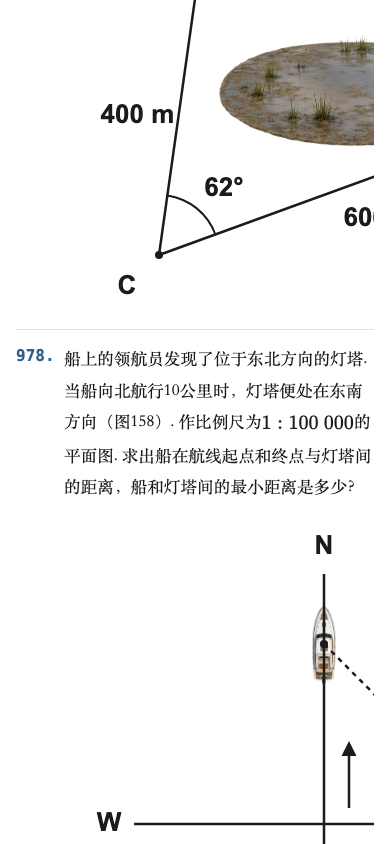 400 m
62°
60
C
978. 船上的领航员发现了位于东北方向的灯塔.
当船向北航行10公里时，灯塔便处在东南
方向（图158）. 作比例尺为1 : 100 000的
平面图. 求出船在航线起点和终点与灯塔间
的距离，船和灯塔间的最小距离是多少?
N
W